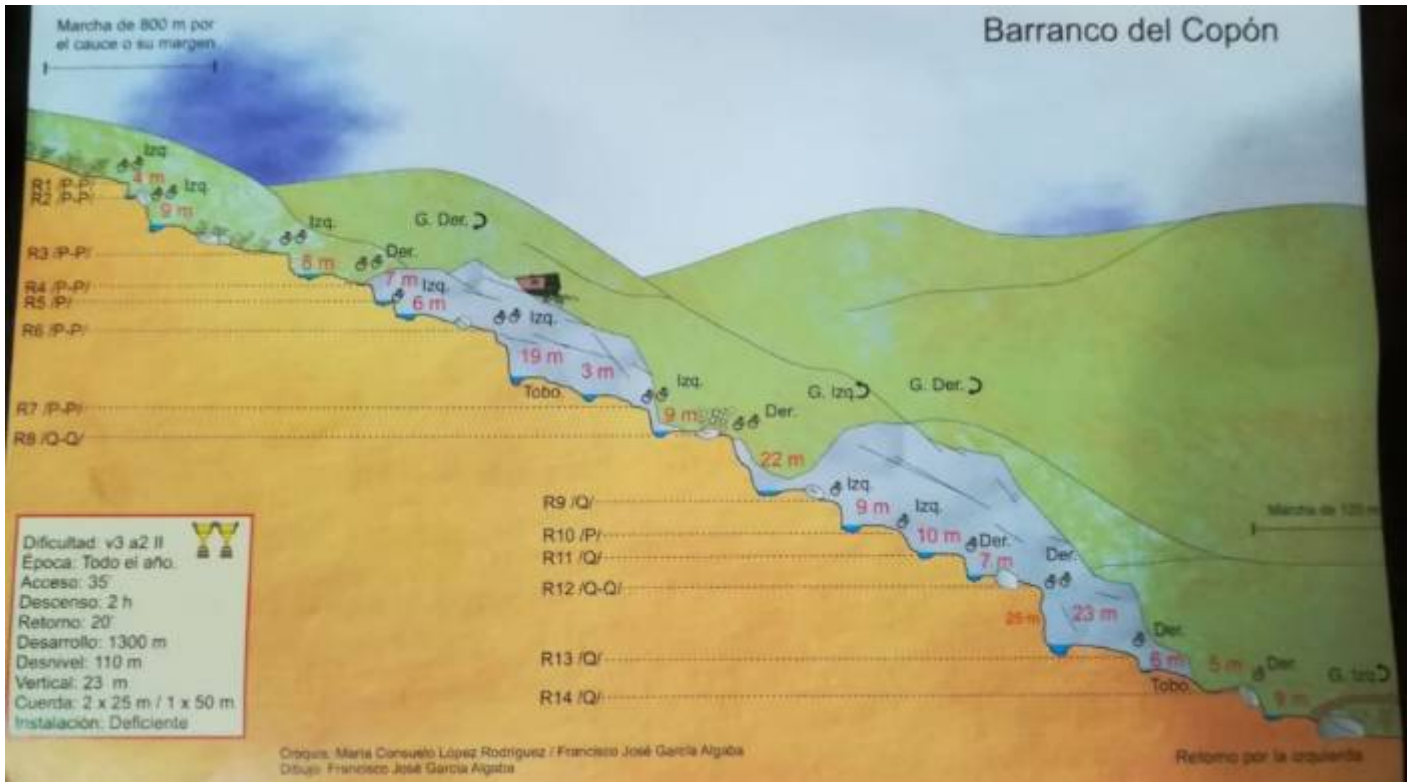 Marcha de 800 m por
el cauce o su margen
Barranco del Copón
Izq.
4 m
Izq.
9 m
R1 /P-P/
R2 /P-P/
Izq.
G. Der.
R3 /P-P/
8 m
Der.
R4 /P-P/
7 m
Izq.
R5 /P/
6 m
Izq.
R6 /P-P/
19 m
3 m
Tobo.
Izq.
G. Izq.
G. Der.
R7 /P-P/
9 m
Der.
R8 /Q-Q/
22 m
Izq.
R9 /Q/
9 m
Izq.
R10 /P/
10 m
Der.
R11 /Q/
7 m
Der.
R12 /Q-Q/
25 m
23 m
Marcha de 120 m
Der.
R13 /Q/
6 m
Tobo.
5 m
Der.
G. Izq.
R14 /Q/
9 m
Dificultad: v3 a2 II
Época: Todo el año.
Acceso: 35'
Descenso: 2 h
Retorno: 20'
Desarrollo: 1300 m
Desnivel: 110 m
Vertical: 23 m
Cuerda: 2 x 25 m / 1 x 50 m
Instalación: Deficiente
Croquis: María Consuelo López Rodríguez / Francisco José García Algaba
Dibujo: Francisco José García Algaba
Retorno por la izquierda